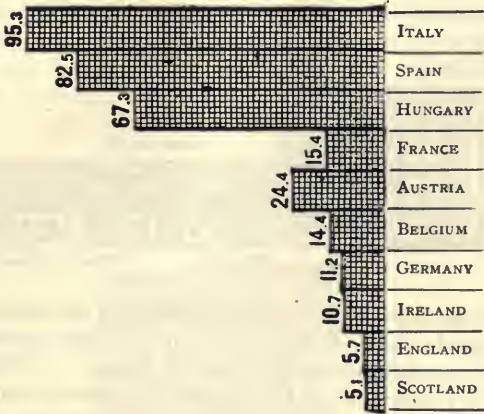 95.3 ITALY
82.5 SPAIN
67.3 HUNGARY
15.4 FRANCE
24.4 AUSTRIA
14.4 BELGIUM
11.2 GERMANY
10.7 IRELAND
5.7 ENGLAND
5.1 SCOTLAND